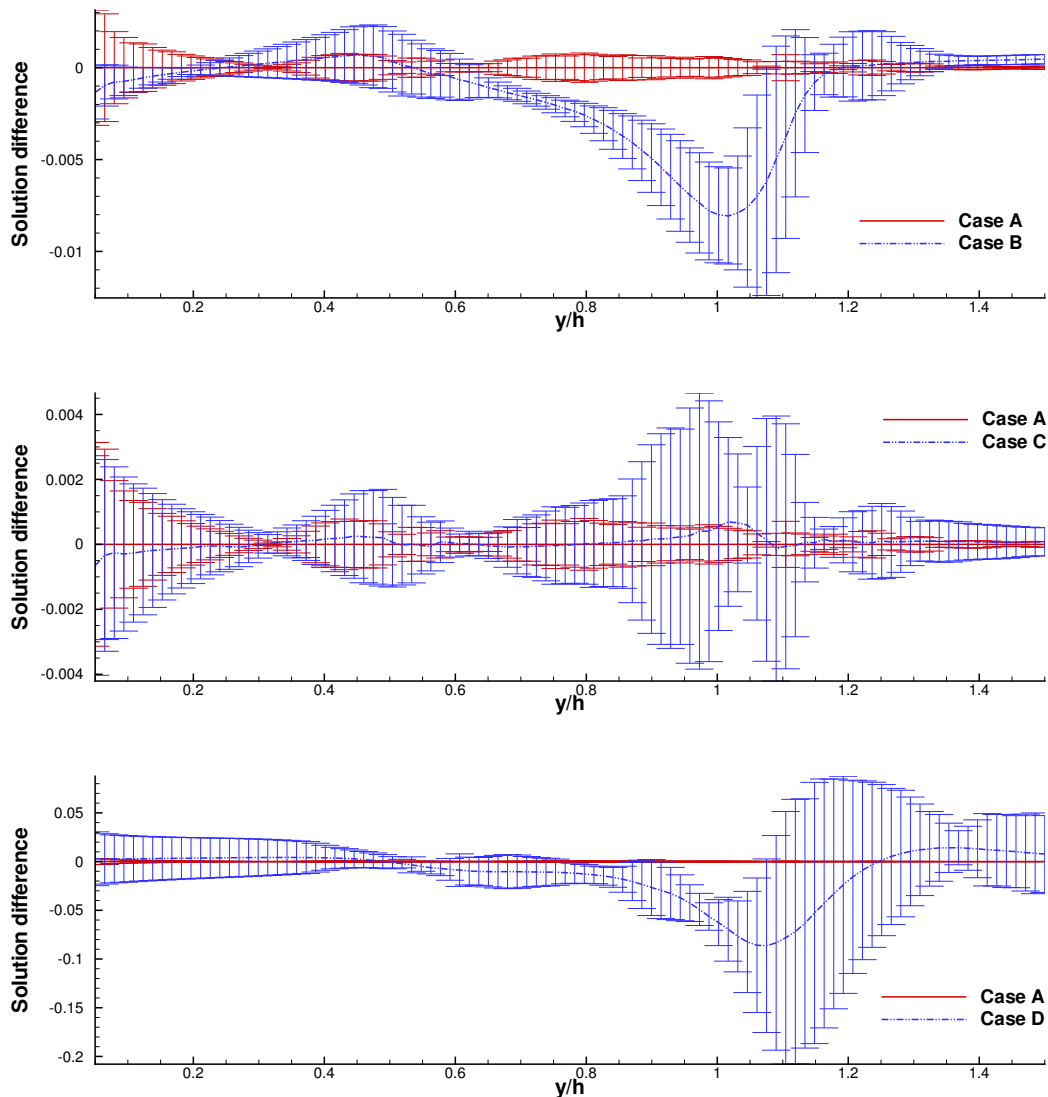 0
-0.005
-0.01
Solution difference
Case A
Case B
0.2 0.4 0.6 0.8 1 1.2 1.4
y/h
0.004
0.002
0
-0.002
-0.004
Solution difference
Case A
Case C
0.2 0.4 0.6 0.8 1 1.2 1.4
y/h
0.05
0
-0.05
-0.1
-0.15
-0.2
Solution difference
Case A
Case D
0.2 0.4 0.6 0.8 1 1.2 1.4
y/h